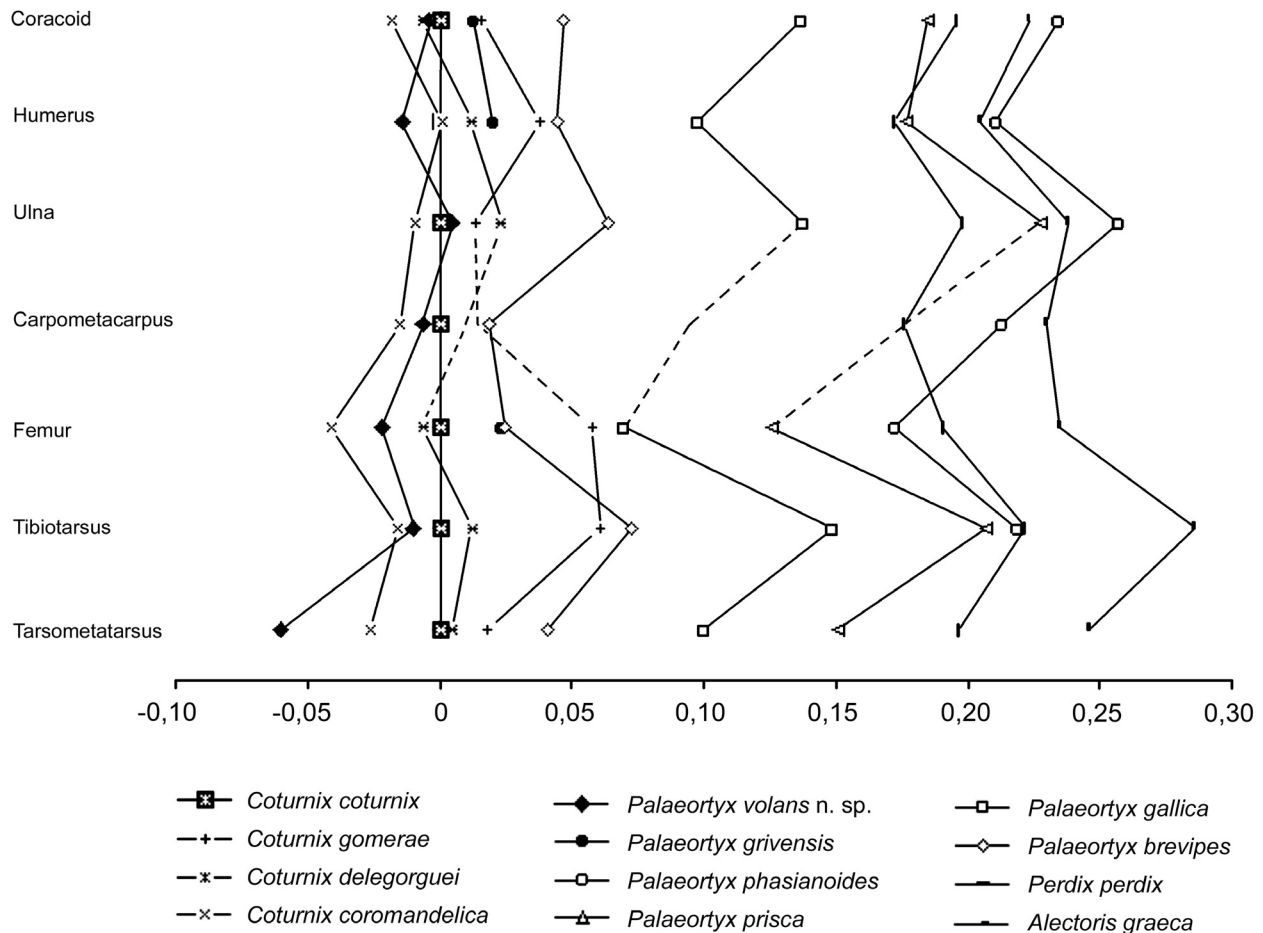 Coracoid
Humerus
Ulna
Carpometacarpus
Femur
Tibiotarsus
Tarsometatarsus
-0,10 -0,05 0 0,05 0,10 0,15 0,20 0,25 0,30
Coturnix coturnix
Coturnix gomerae
Coturnix delegorguei
Coturnix coromandelica
Palaeortyx volans n. sp.
Palaeortyx grivensis
Palaeortyx phasianoides
Palaeortyx prisca
Palaeortyx gallica
Palaeortyx brevipes
Perdix perdix
Alectoris graeca